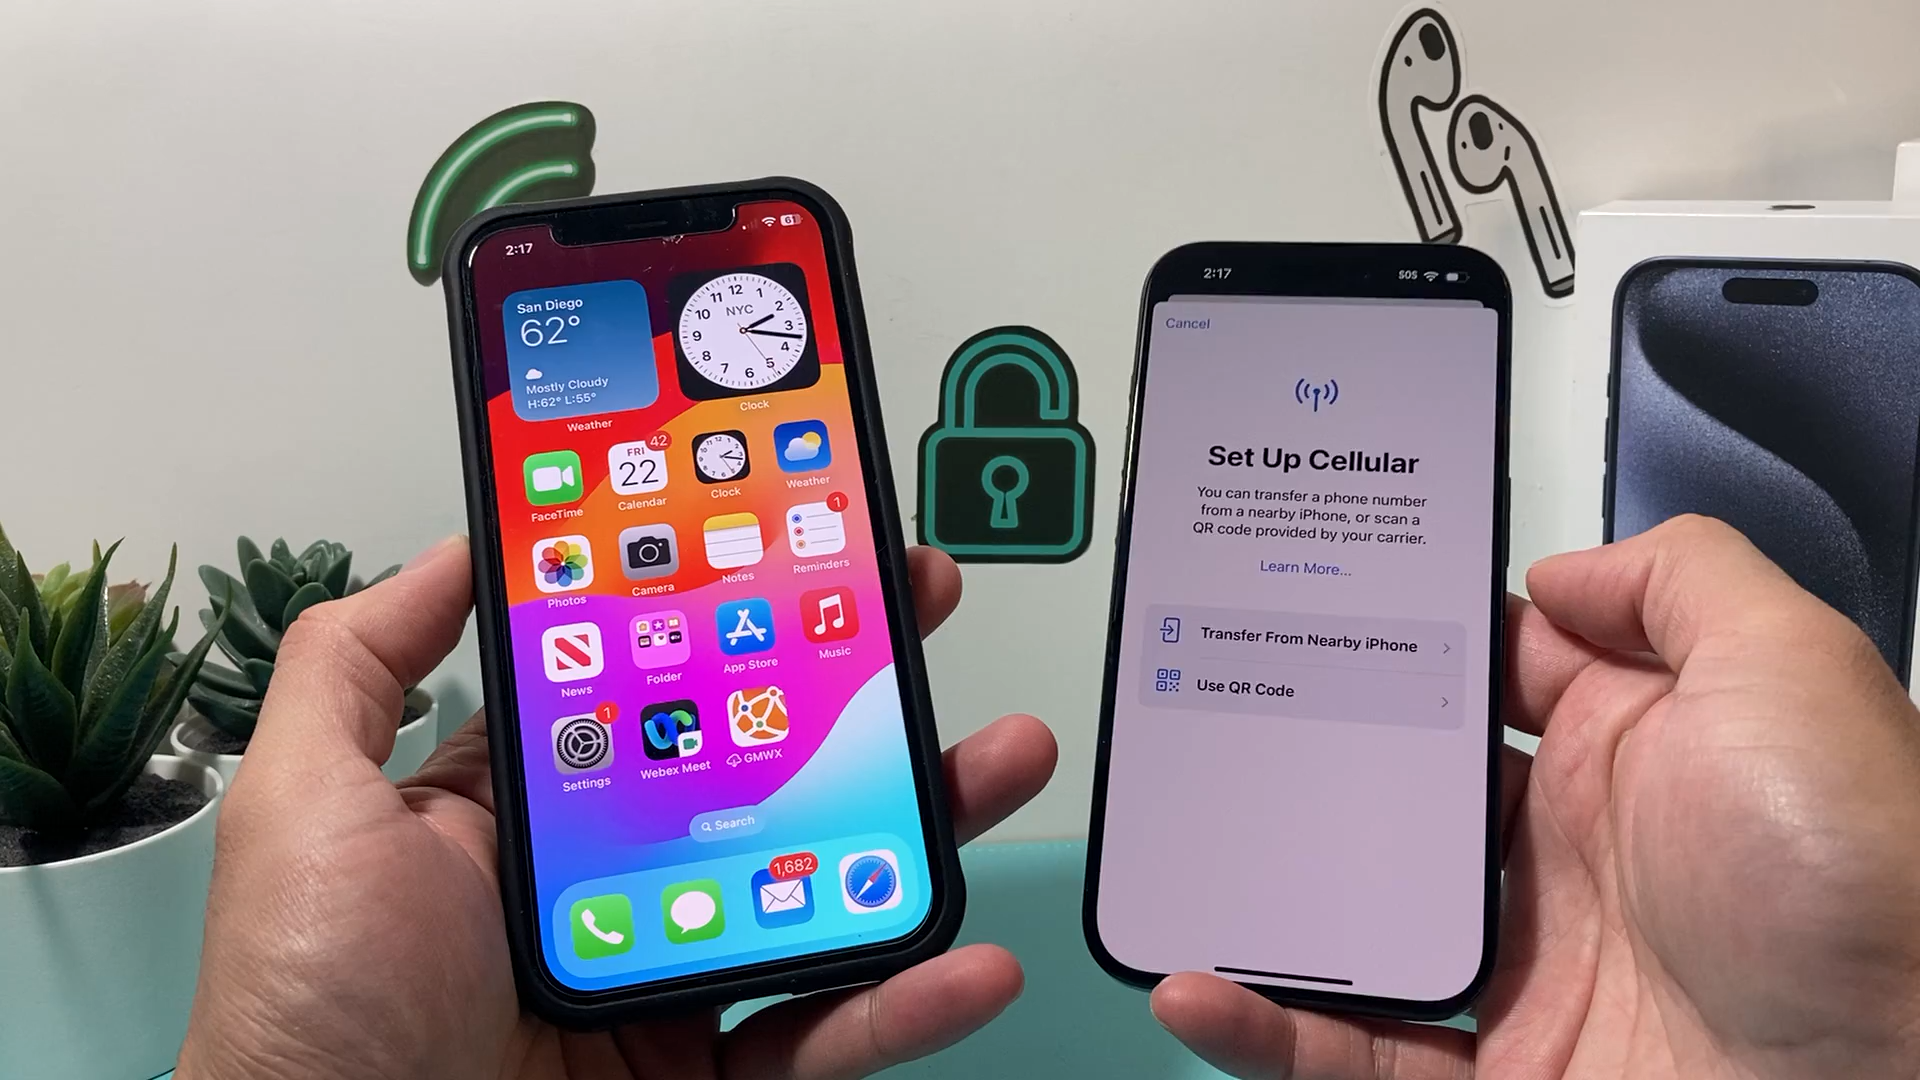 2:17
61
San Diego
62°
Mostly Cloudy
H:62° L:55°
Weather
12
1
2
3
4
5
6
7
8
9
10
11
NYC
Clock
FaceTime
42
FRI
22
Calendar
Clock
Weather
Photos
Camera
Notes
1
Reminders
News
Folder
App Store
Music
1
Settings
Webex Meet
GMWX
Search
1,682
2:17
SOS
Cancel
Set Up Cellular
You can transfer a phone number
from a nearby iPhone, or scan a
QR code provided by your carrier.
Learn More...
Transfer From Nearby iPhone
Use QR Code